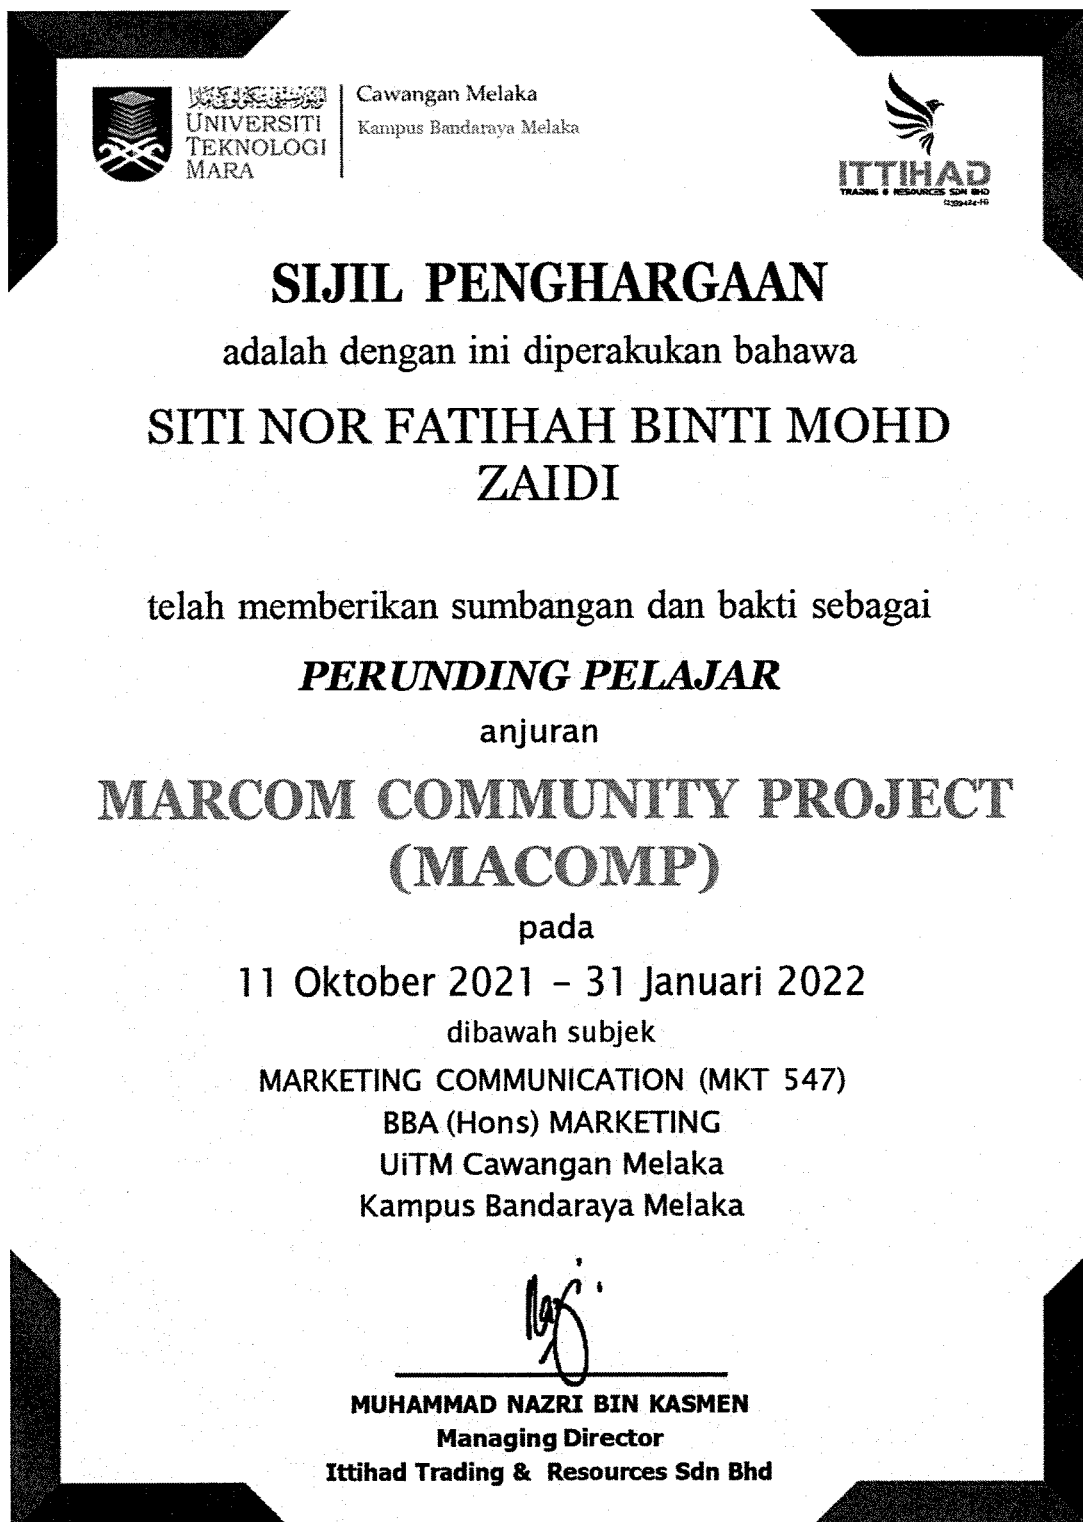 UNIVERSITI
TEKNOLOGI
MARA
Cawangan Melaka
Kampus Bandaraya Melaka
ITTIHAD
TRADING & RESOURCES SDN BHD
SIJIL PENGHARGAAN
adalah dengan ini diperakukan bahawa
SITI NOR FATIHAH BINTI MOHD
ZAIDI
telah memberikan sumbangan dan bakti sebagai
PERUNDING PELAJAR
anjuran
MARCOM COMMUNITY PROJECT
(MACOMP)
pada
11 Oktober 2021 – 31 Januari 2022
dibawah subjek
MARKETING COMMUNICATION (MKT 547)
BBA (Hons) MARKETING
UiTM Cawangan Melaka
Kampus Bandaraya Melaka
MUHAMMAD NAZRI BIN KASMEN
Managing Director
Ittihad Trading & Resources Sdn Bhd